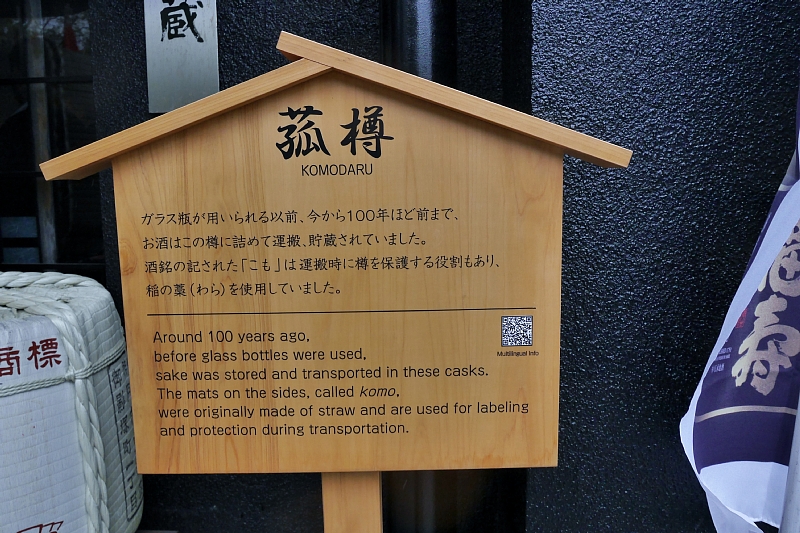 蔵
菰樽
KOMODARU
ガラス瓶が用いられる以前、今から100年ほど前まで、
お酒はこの樽に詰めて運搬、貯蔵されていました。
酒銘の記された「こも」は運搬時に樽を保護する役割もあり、
稲の藁（わら）を使用していました。
Around 100 years ago,
before glass bottles were used,
sake was stored and transported in these casks.
The mats on the sides, called komo,
were originally made of straw and are used for labeling
and protection during transportation.
Multilingual Info
商標
寿